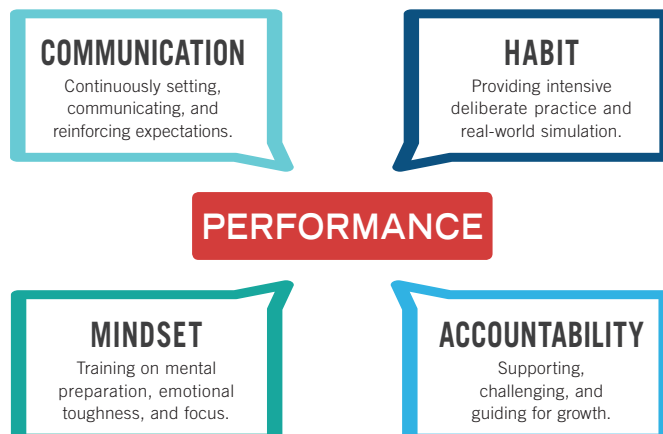 COMMUNICATION
Continuously setting,
communicating, and
reinforcing expectations.
HABIT
Providing intensive
deliberate practice and
real-world simulation.
PERFORMANCE
MINDSET
Training on mental
preparation, emotional
toughness, and focus.
ACCOUNTABILITY
Supporting,
challenging, and
guiding for growth.